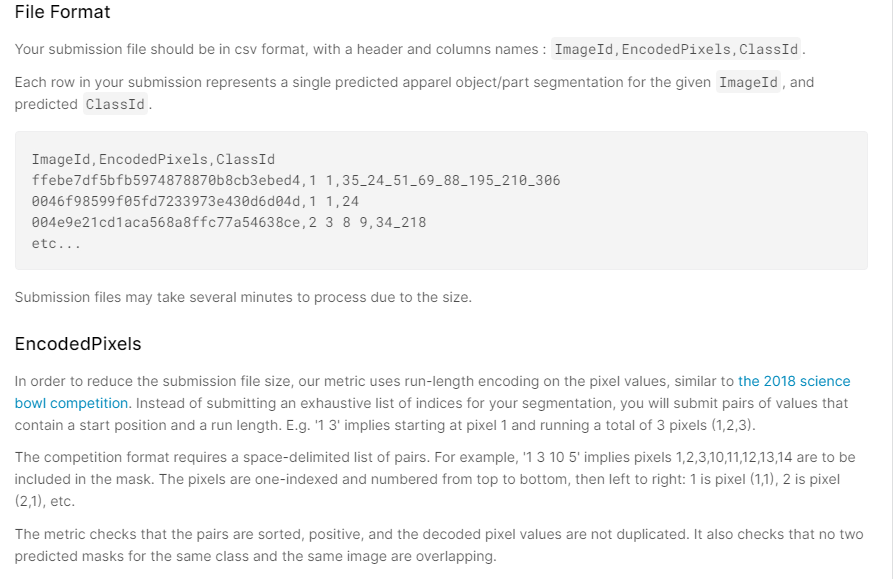 File Format
Your submission file should be in csv format, with a header and columns names : ImageId,EncodedPixels,ClassId.
Each row in your submission represents a single predicted apparel object/part segmentation for the given ImageId, and
predicted ClassId.
ImageId,EncodedPixels,ClassId
ffebe7df5bfb5974878870b8cb3ebed4,1 1,35_24_51_69_88_195_210_306
0046f98599f05fd7233973e430d6d04d,1 1,24
004e9e21cd1aca568a8ffc77a54638ce,2 3 8 9,34_218
etc...
Submission files may take several minutes to process due to the size.
EncodedPixels
In order to reduce the submission file size, our metric uses run-length encoding on the pixel values, similar to the 2018 science
bowl competition. Instead of submitting an exhaustive list of indices for your segmentation, you will submit pairs of values that
contain a start position and a run length. E.g. '1 3' implies starting at pixel 1 and running a total of 3 pixels (1,2,3).
The competition format requires a space-delimited list of pairs. For example, '1 3 10 5' implies pixels 1,2,3,10,11,12,13,14 are to be
included in the mask. The pixels are one-indexed and numbered from top to bottom, then left to right: 1 is pixel (1,1), 2 is pixel
(2,1), etc.
The metric checks that the pairs are sorted, positive, and the decoded pixel values are not duplicated. It also checks that no two
predicted masks for the same class and the same image are overlapping.